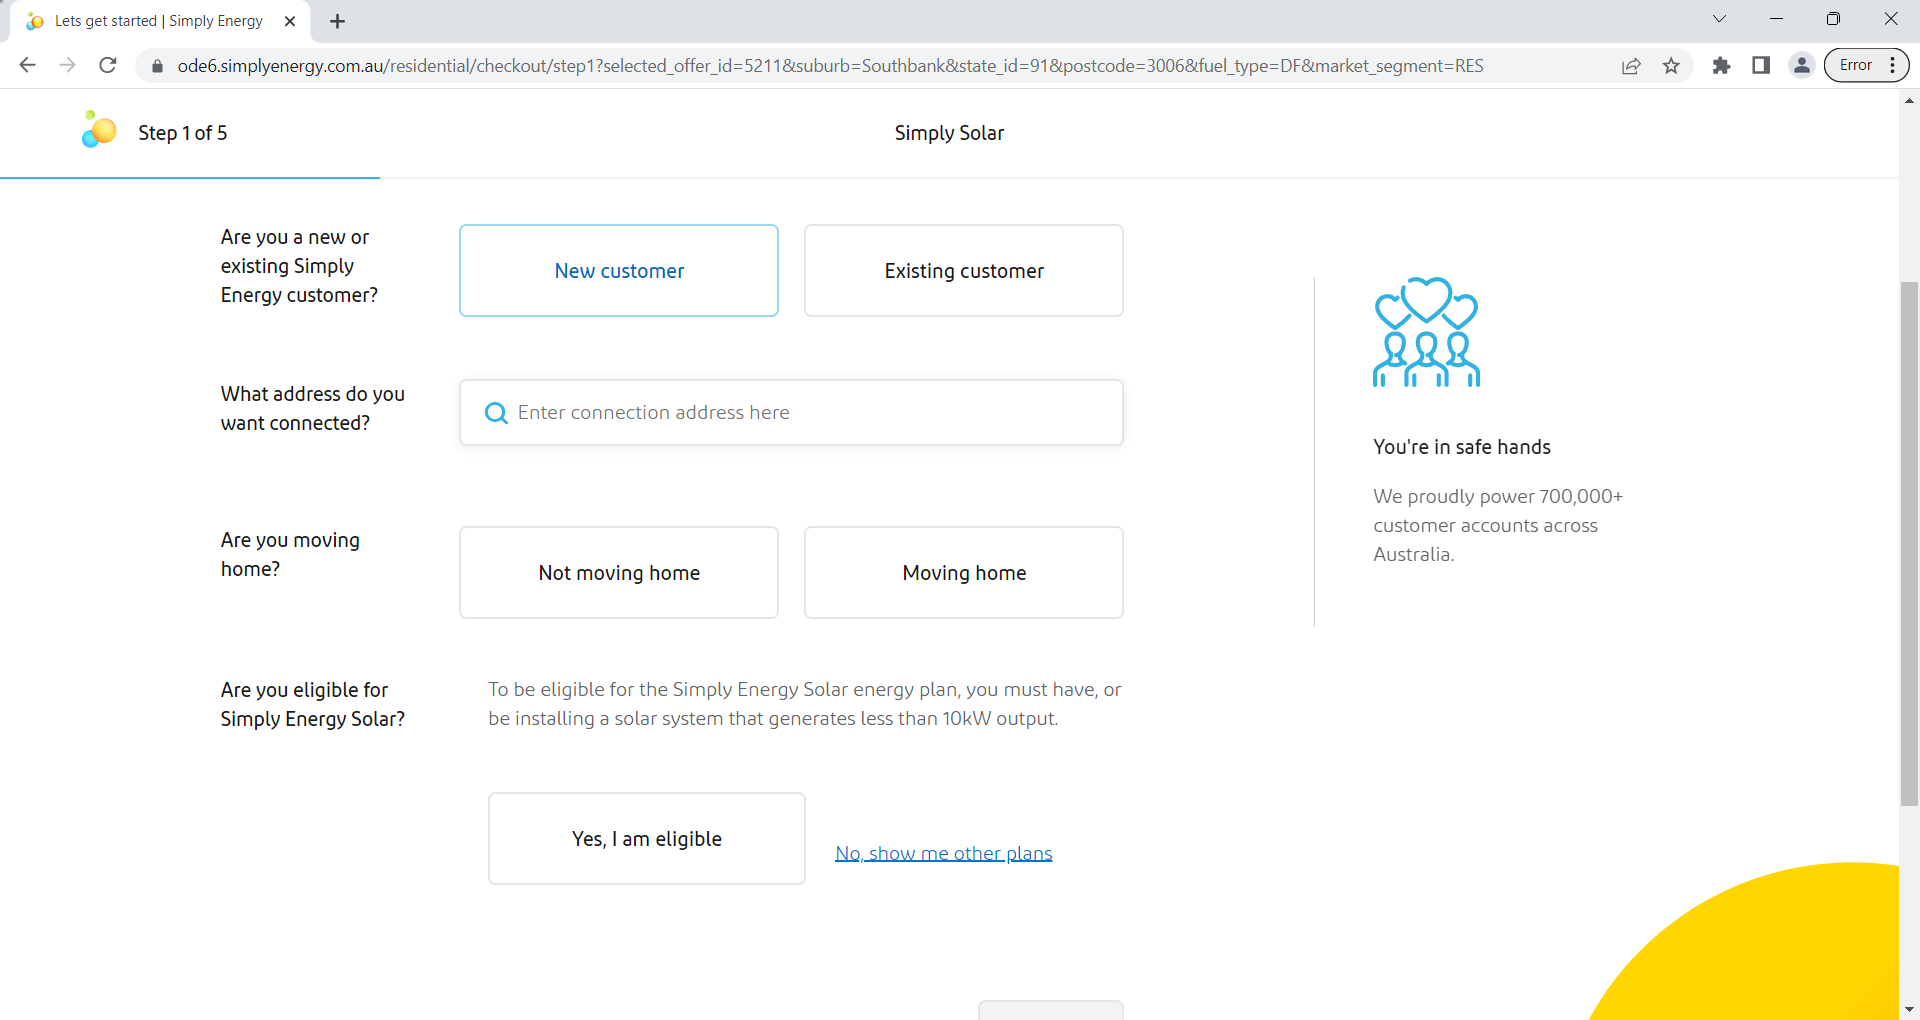 Lets get started | Simply Energy
ode6.simplyenergy.com.au/residential/checkout/step1?selected_offer_id=5211&suburb=Southbank&state_id=91&postcode=3006&fuel_type=DF&market_segment=RES
Error
Step 1 of 5
Simply Solar
Are you a new or
existing Simply
Energy customer?
New customer
Existing customer
What address do you
want connected?
Enter connection address here
Are you moving
home?
Not moving home
Moving home
Are you eligible for
Simply Energy Solar?
To be eligible for the Simply Energy Solar energy plan, you must have, or
be installing a solar system that generates less than 10kW output.
Yes, I am eligible
No, show me other plans
You're in safe hands
We proudly power 700,000+
customer accounts across
Australia.